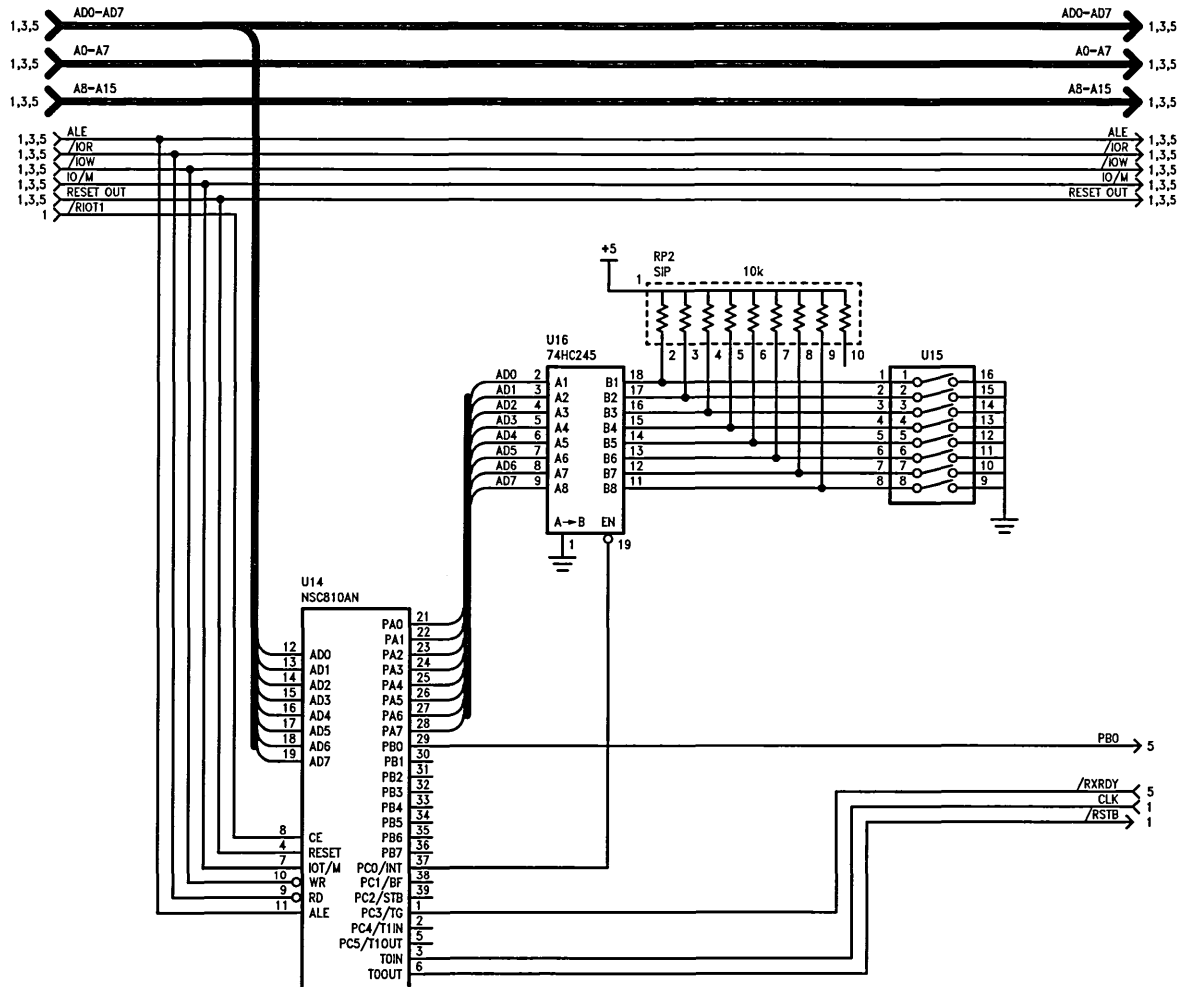 AD0-AD7 AD0-AD7
1,3,5 1,3,5
A0-A7 A0-A7
1,3,5 1,3,5
A8-A15 A8-A15
1,3,5 1,3,5
1,3,5 ALE ALE 1,3,5
1,3,5 /IOR /IOR 1,3,5
1,3,5 /IOW /IOW 1,3,5
1,3,5 IO/M IO/M 1,3,5
1,3,5 RESET OUT RESET OUT 1,3,5
1 /RIOT1
+5
RP2
SIP 10k
1
2 3 4 5 6 7 8 9 10
U16
74HC245
U15
AD0 2 A1 B1 18 1 1 16
AD1 3 A2 B2 17 2 2 15
AD2 4 A3 B3 16 3 3 14
AD3 5 A4 B4 15 4 4 13
AD4 6 A5 B5 14 5 5 12
AD5 7 A6 B6 13 6 6 11
AD6 8 A7 B7 12 7 7 10
AD7 9 A8 B8 11 8 8 9
A→B EN
1 19
U14
NSC810AN
PA0 21
PA1 22
12 AD0 PA2 23
13 AD1 PA3 24
14 AD2 PA4 25
15 AD3 PA5 26
16 AD4 PA6 27
17 AD5 PA7 28
18 AD6 PB0 29 PB0 5
19 AD7 PB1 30
PB2 31
PB3 32 /RXRDY 5
PB4 33 CLK 1
PB5 34 /RSTB 1
8 CE PB6 35
4 RESET PB7 36
7 IOT/M PC0/INT 37
10 WR PC1/BF 38
9 RD PC2/STB 39
11 ALE PC3/TG 1
PC4/T1IN 2
PC5/T1OUT 5
T0IN 3
T0OUT 6